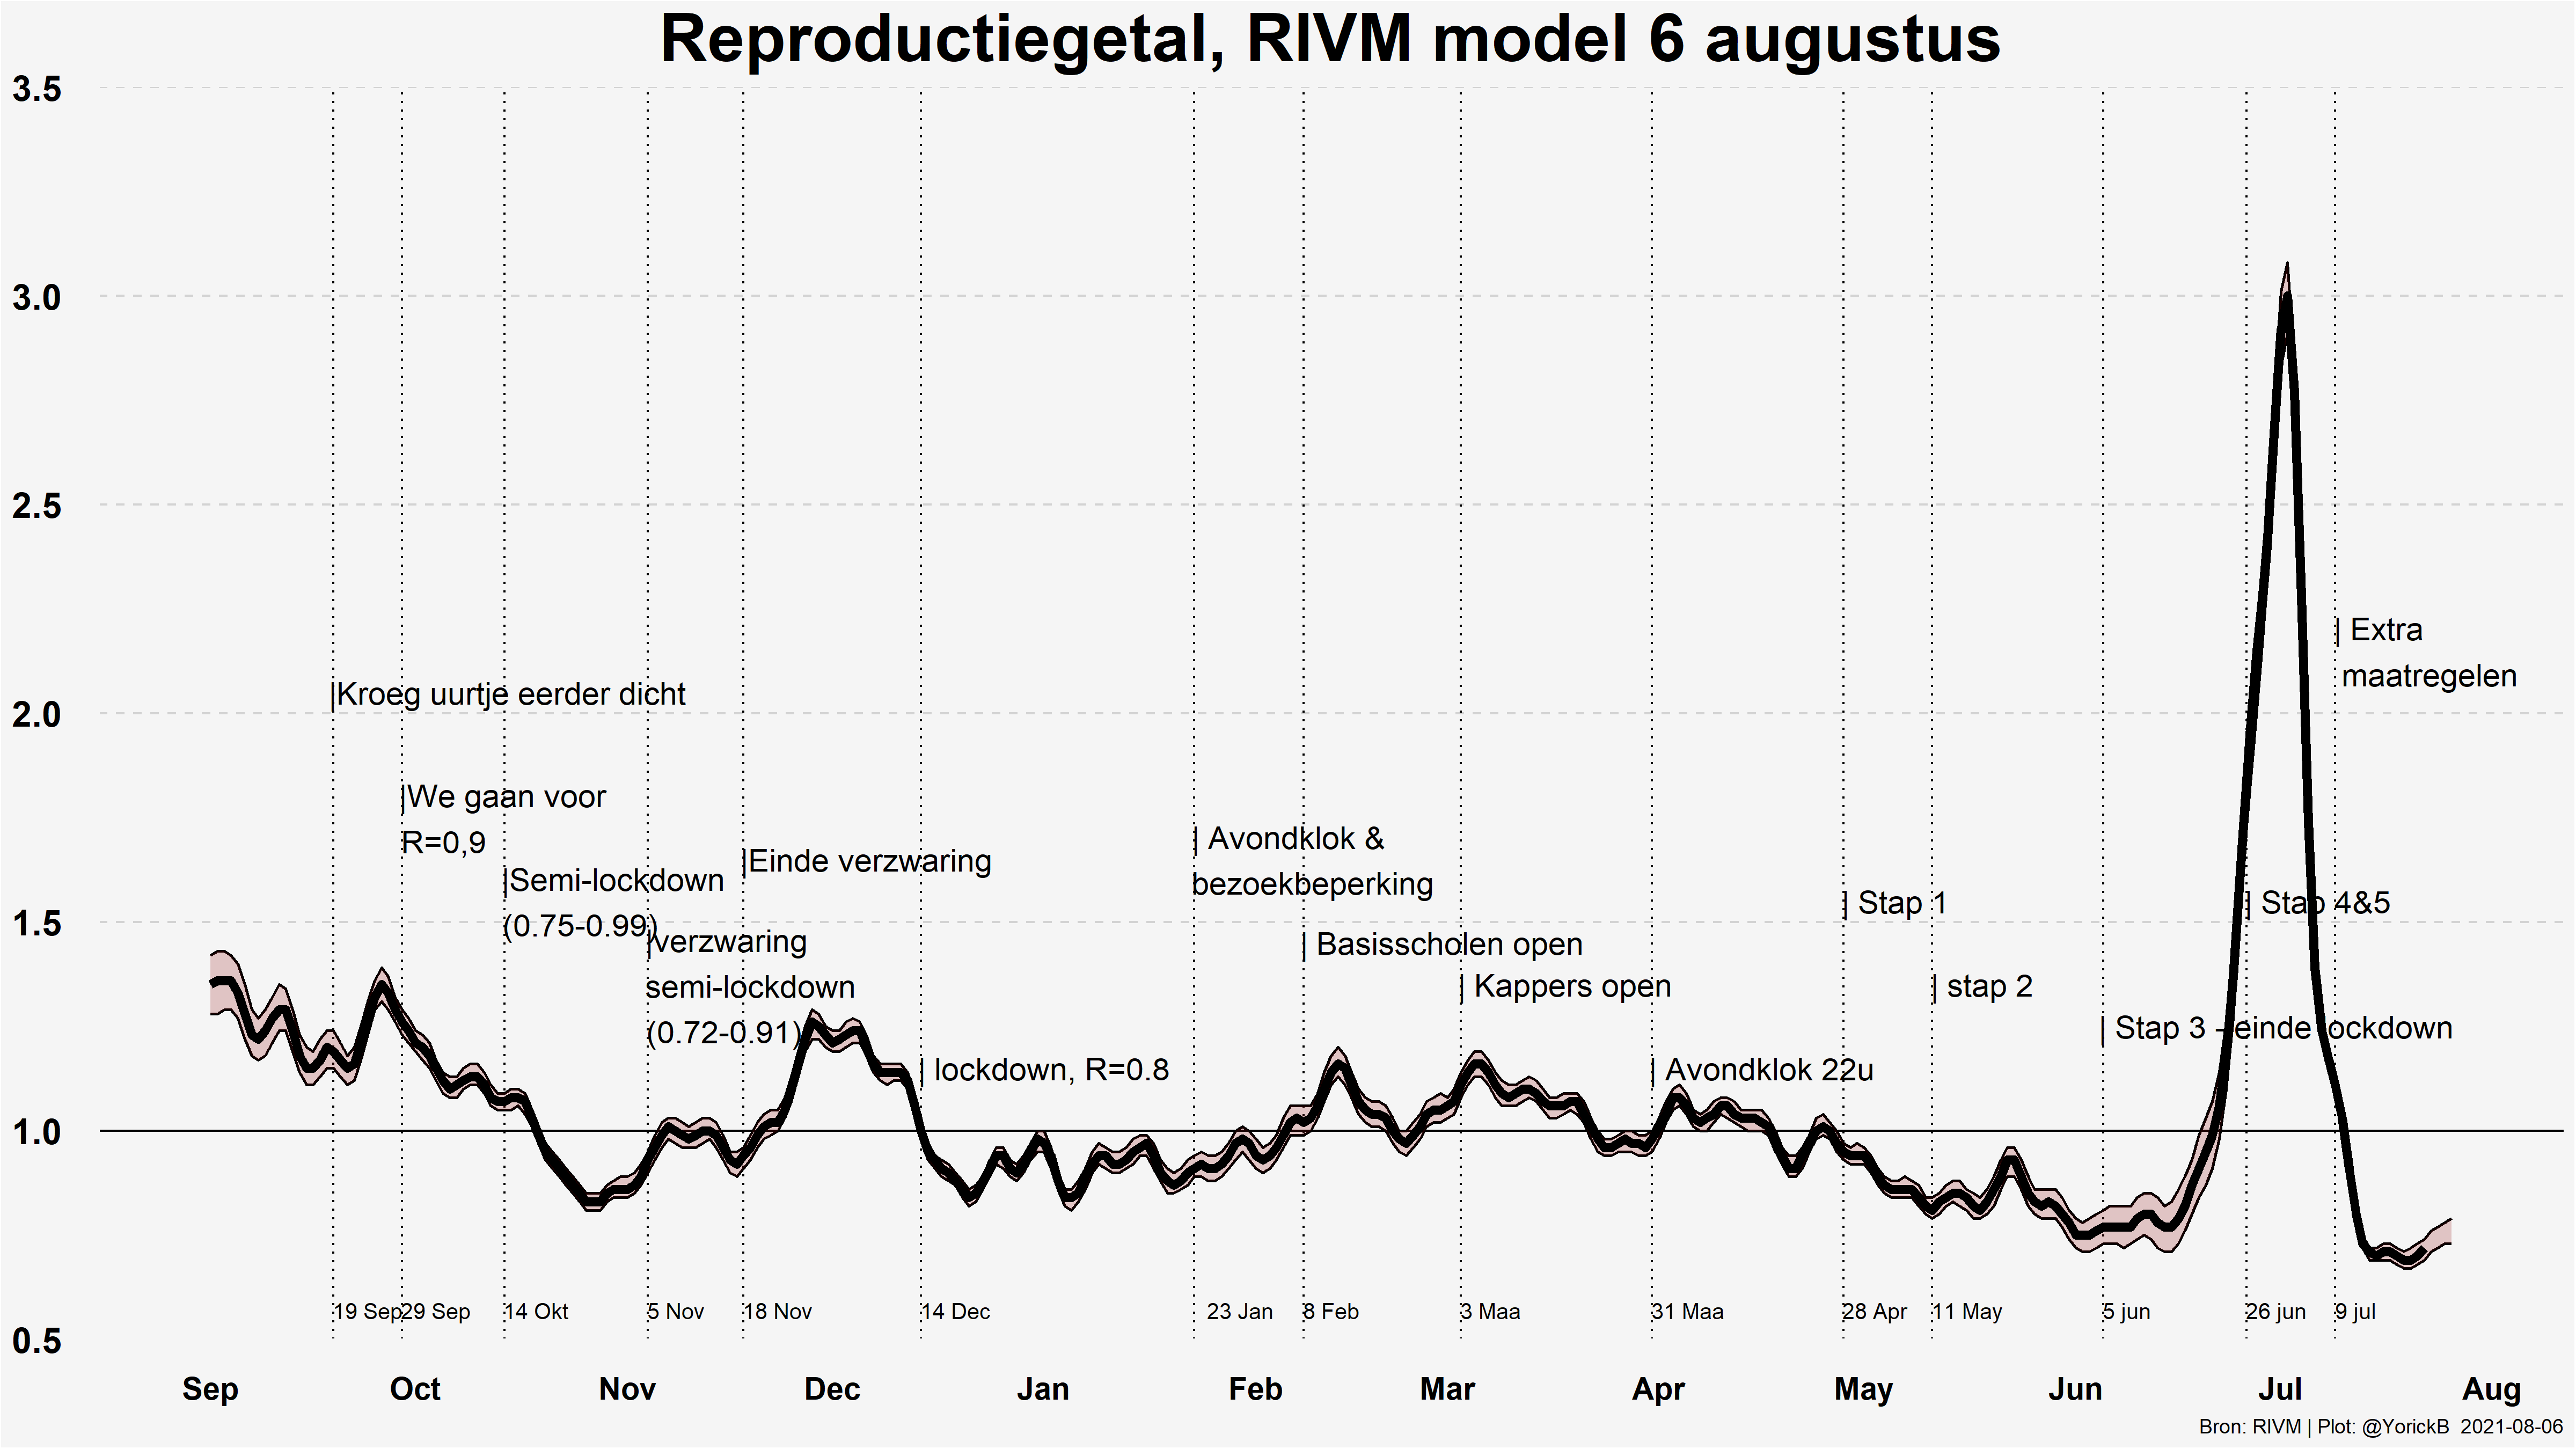 Reproductiegetal, RIVM model 6 augustus
3.5
3.0
2.5
2.0
1.5
1.0
0.5
|Kroeg uurtje eerder dicht
|We gaan voor
R=0,9
|Semi-lockdown
(0.75-0.99)
|verzwaring
semi-lockdown
(0.72-0.91)
|Einde verzwaring
| lockdown, R=0.8
| Avondklok &
bezoekbeperking
| Basisscholen open
| Kappers open
| Avondklok 22u
| Stap 1
| stap 2
| Stap 3 - einde lockdown
| Stap 4&5
| Extra
maatregelen
19 Sep
29 Sep
14 Okt
5 Nov
18 Nov
14 Dec
23 Jan
8 Feb
3 Maa
31 Maa
28 Apr
11 May
5 jun
26 jun
9 jul
Sep
Oct
Nov
Dec
Jan
Feb
Mar
Apr
May
Jun
Jul
Aug
Bron: RIVM | Plot: @YorickB 2021-08-06